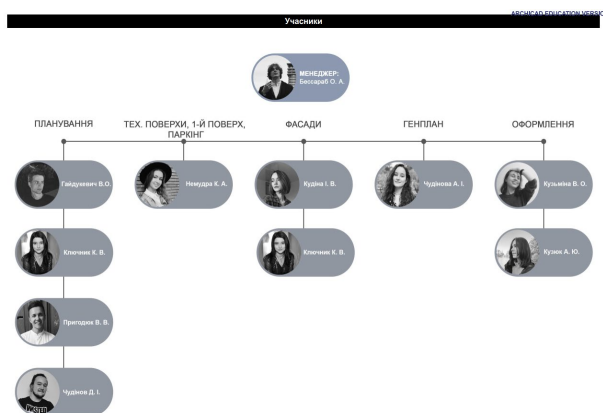 ARCHICAD EDUCATION VERSIO
Учасники
МЕНЕДЖЕР:
Бессараб О. А.
ПЛАНУВАННЯ
ТЕХ. ПОВЕРХИ, 1-Й ПОВЕРХ,
ПАРКІНГ
ФАСАДИ
ГЕНПЛАН
ОФОРМЛЕННЯ
Гайдукевич В.О.
Немудра К. А.
Кудіна І. В.
Чудінова А. І.
Кузьміна В. О.
Ключник К. В.
Ключник К. В.
Кузюк А. Ю.
Пригодюк В. В.
Чудінов Д. І.